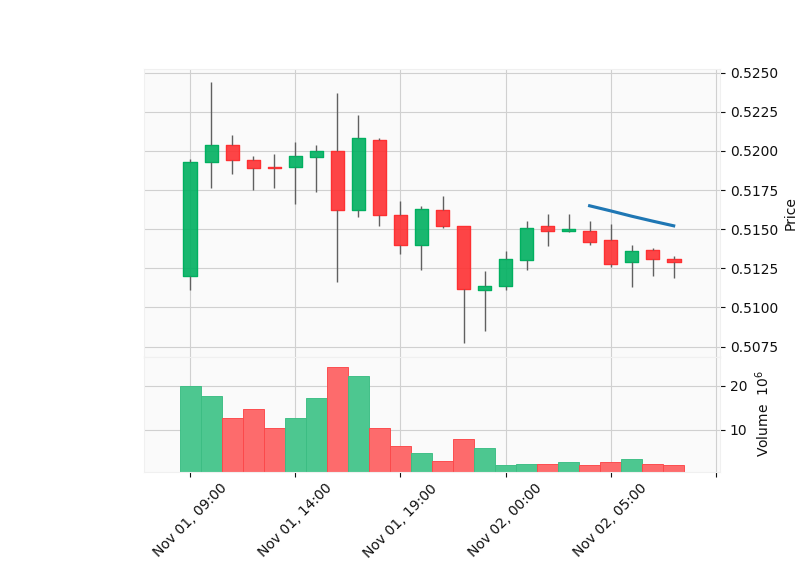 0.5250
0.5225
0.5200
0.5175
0.5150
0.5125
0.5100
0.5075
Price
20
10
Volume 10⁶
Nov 01, 09:00
Nov 01, 14:00
Nov 01, 19:00
Nov 02, 00:00
Nov 02, 05:00